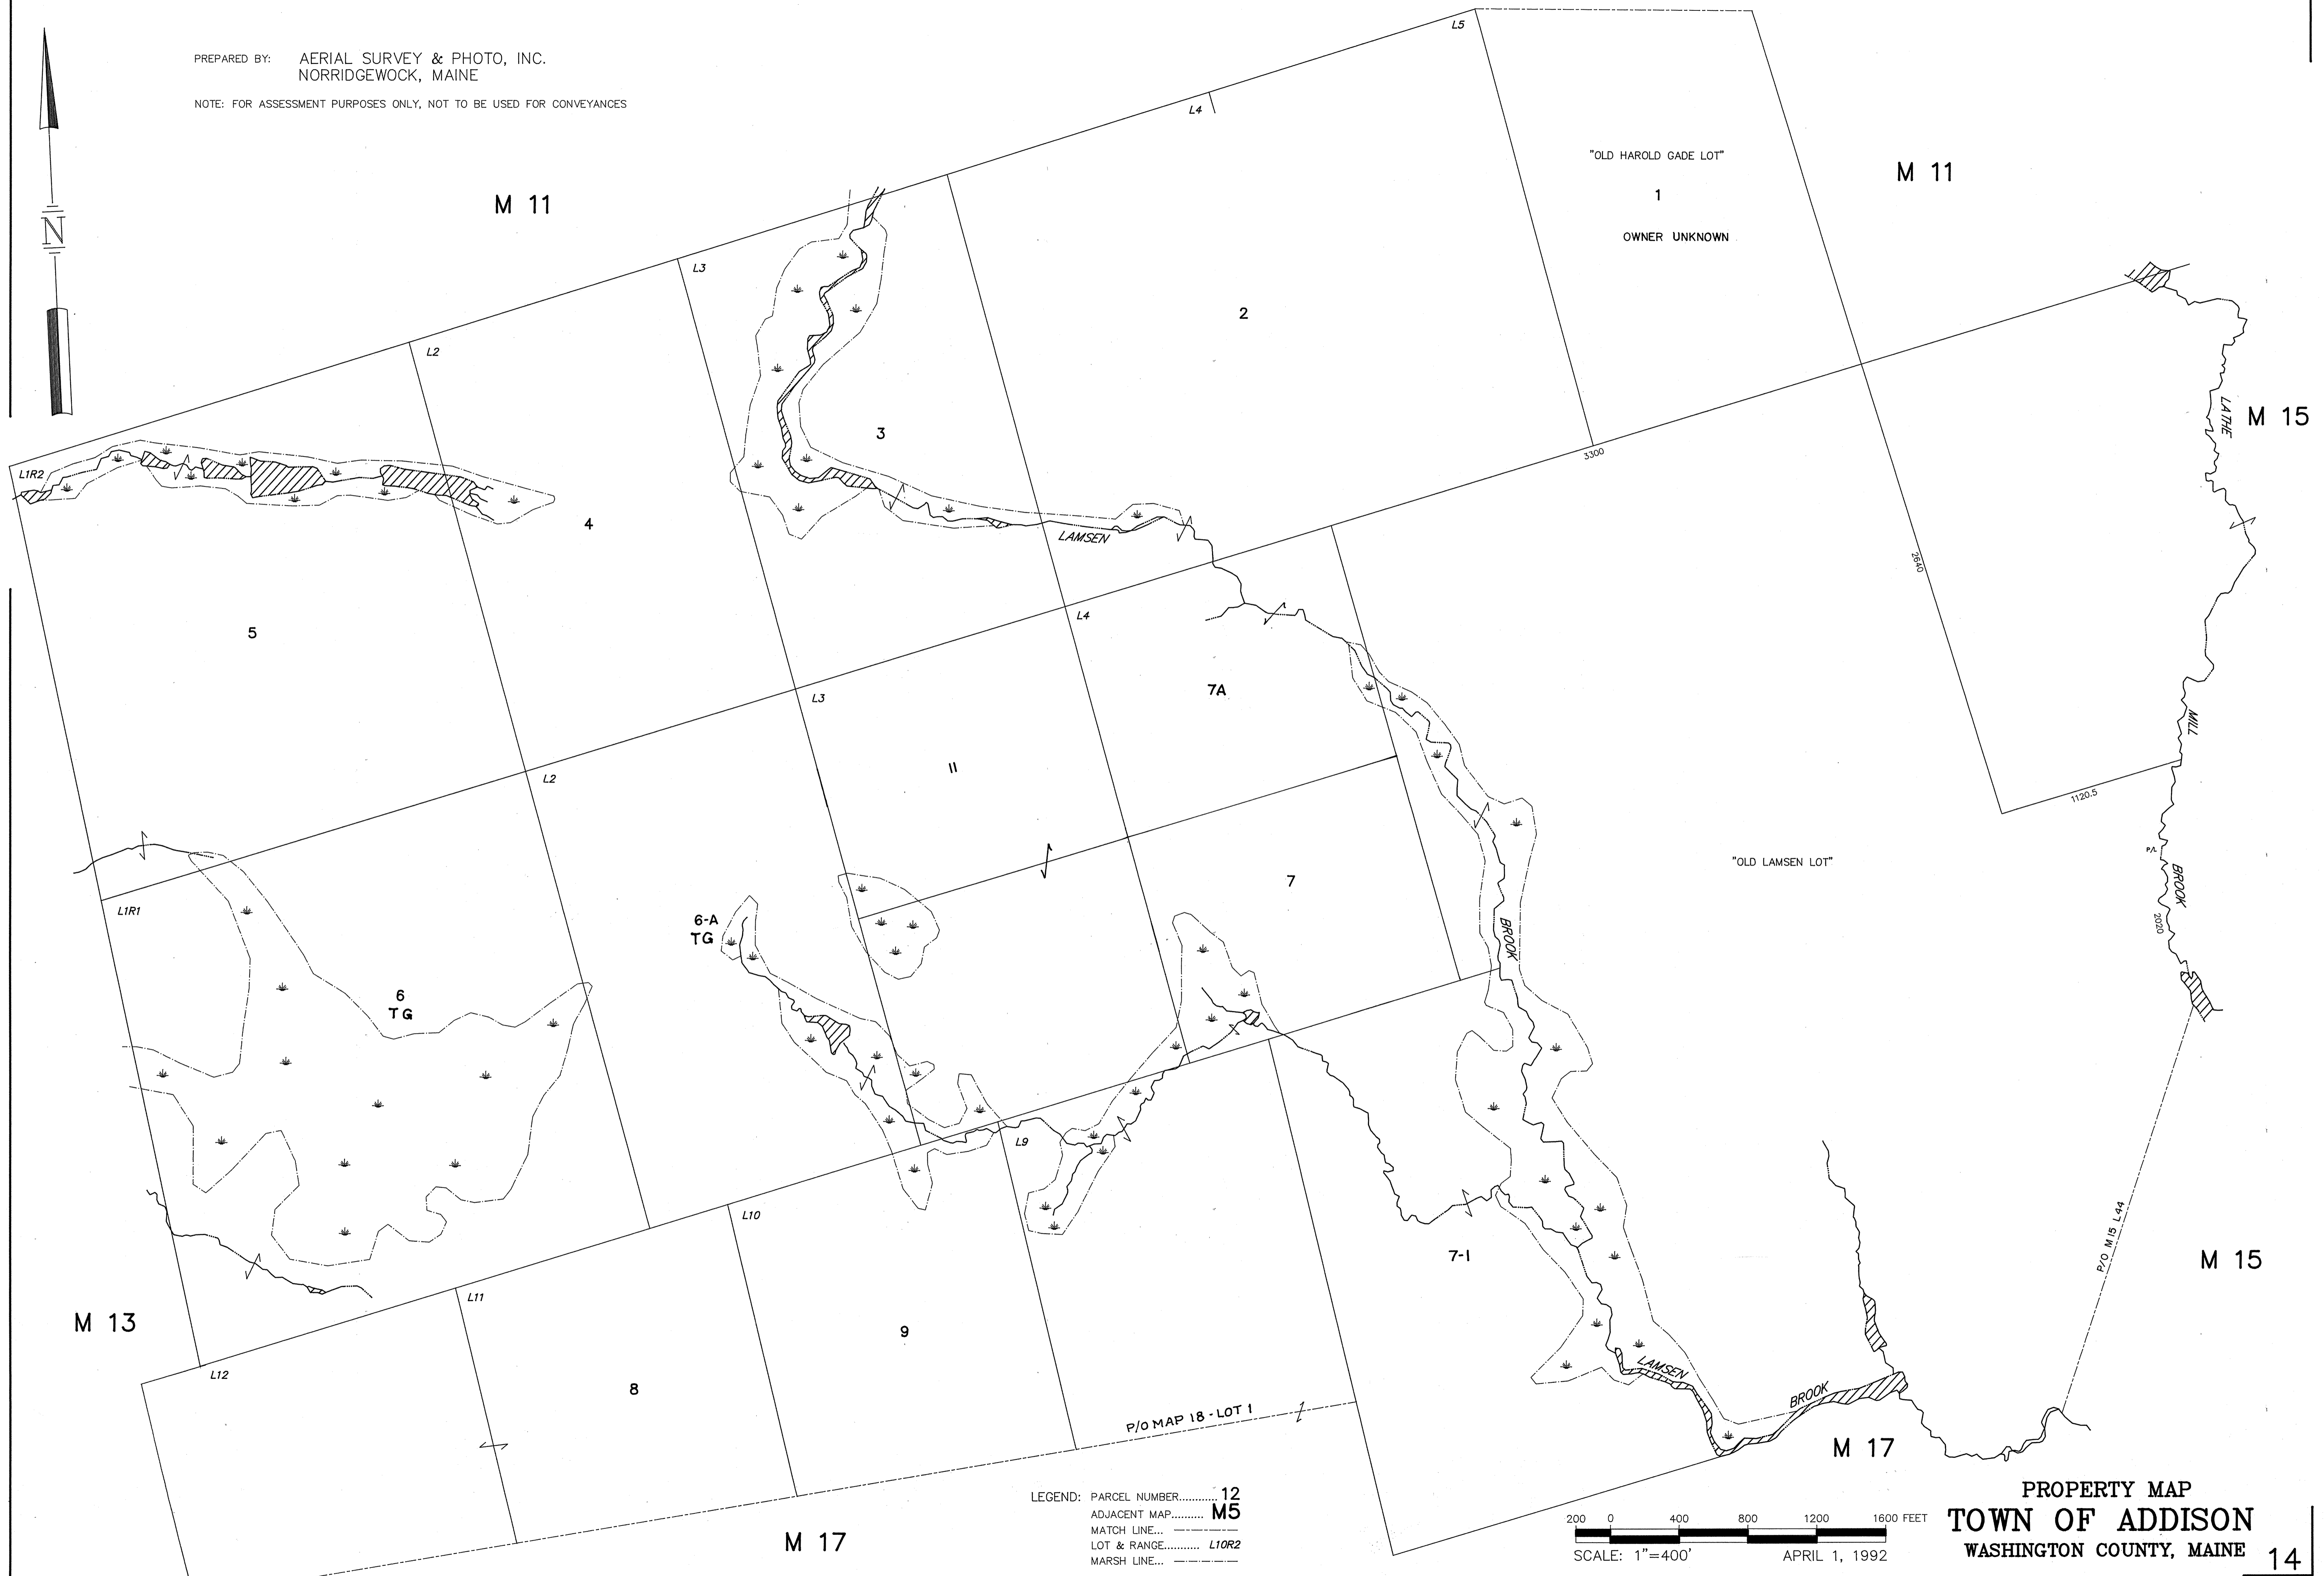 PREPARED BY: AERIAL SURVEY & PHOTO, INC.
NORRIDGEWOCK, MAINE
NOTE: FOR ASSESSMENT PURPOSES ONLY, NOT TO BE USED FOR CONVEYANCES
N
M 11
L5
L4
"OLD HAROLD GADE LOT"
1
OWNER UNKNOWN
M 11
L3
2
L2
3
LATHE
M 15
L1R2
3300
4
LAMSEN
2640
5
L4
7A
L3
MILL
L2
11
1120.5
P/L
"OLD LAMSEN LOT"
7
BROOK
L1R1
6-A
TG
2020
BROOK
6
TG
L9
L10
7-1
P/O M15 L44
M 15
L11
M 13
9
L12
LAMSEN
8
BROOK
P/O MAP 18 - LOT 1
M 17
M 17
LEGEND: PARCEL NUMBER............ 12
ADJACENT MAP.......... M5
MATCH LINE...
LOT & RANGE........... L10R2
MARSH LINE...
200 0 400 800 1200 1600 FEET
SCALE: 1"=400' APRIL 1, 1992
PROPERTY MAP
TOWN OF ADDISON
WASHINGTON COUNTY, MAINE
14